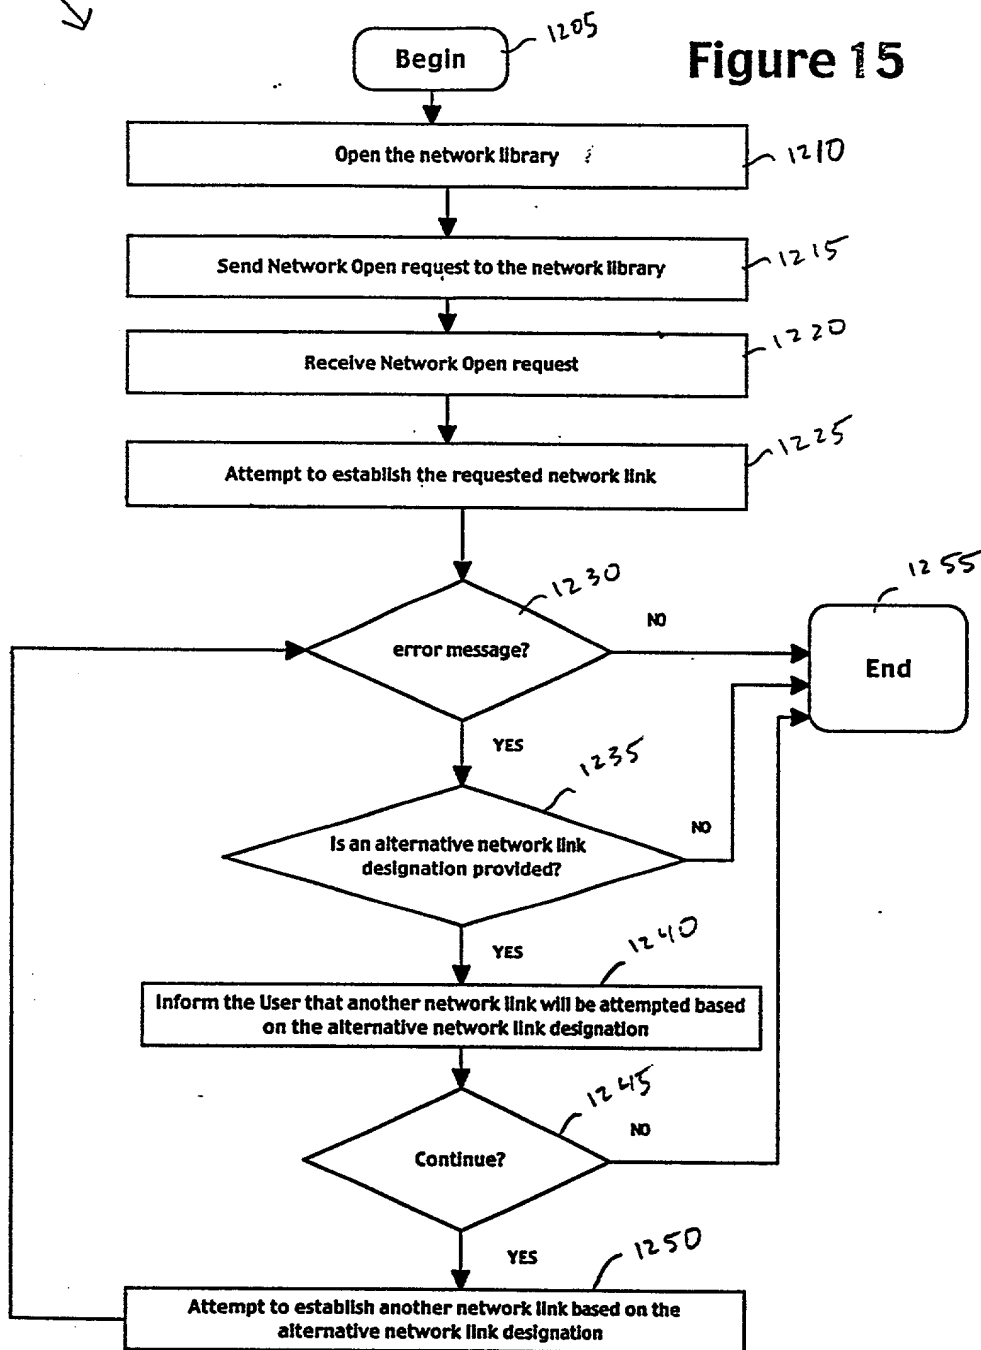 1205
Begin
Figure 15
Open the network library
1210
Send Network Open request to the network library
1215
Receive Network Open request
1220
Attempt to establish the requested network link
1225
error message?
1230
NO
End
1255
YES
Is an alternative network link
designation provided?
1235
NO
YES
1240
Inform the User that another network link will be attempted based
on the alternative network link designation
Continue?
1245
NO
YES
1250
Attempt to establish another network link based on the
alternative network link designation